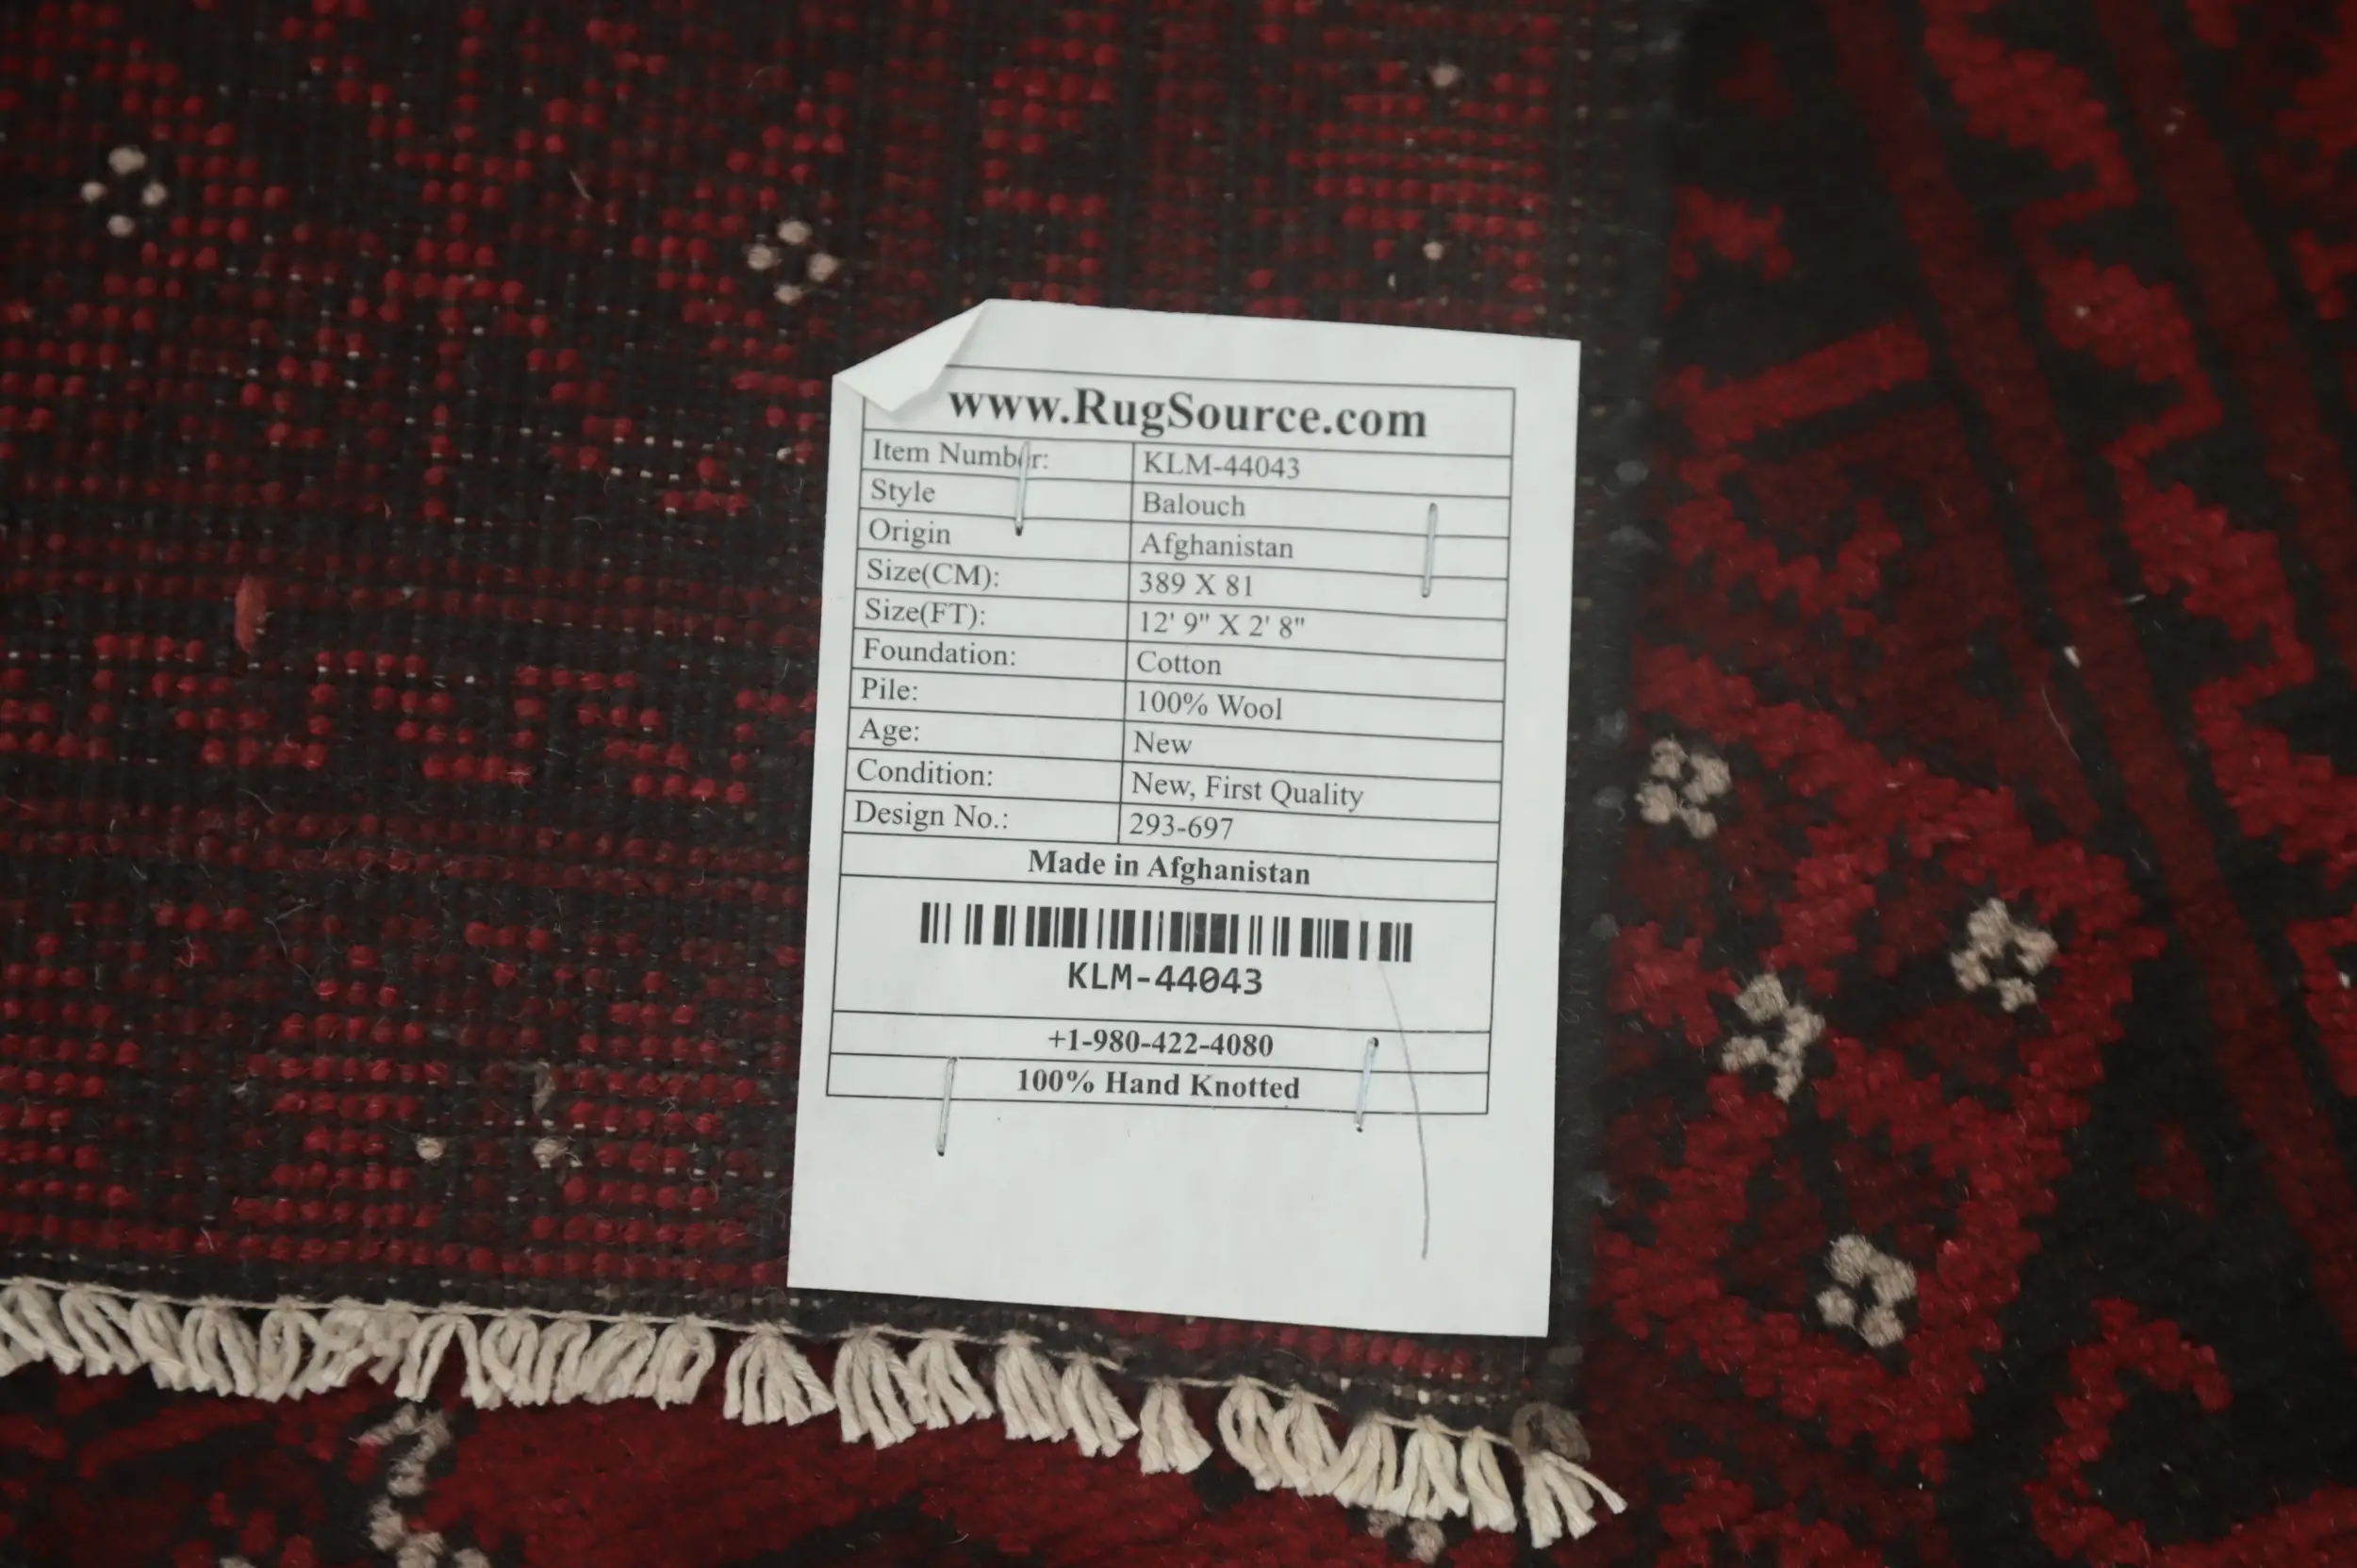 www.RugSource.com
Item Number: KLM-44043
Style Balouch
Origin Afghanistan
Size(CM): 389 X 81
Size(FT): 12' 9" X 2' 8"
Foundation: Cotton
Pile: 100% Wool
Age: New
Condition: New, First Quality
Design No.: 293-697
Made in Afghanistan
KLM-44043
+1-980-422-4080
100% Hand Knotted